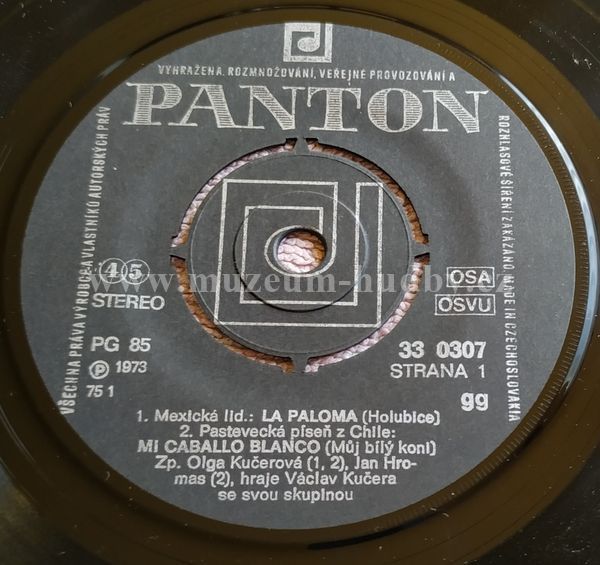 VYHRAŽENA. ROZMNOŽOVÁNÍ, VEŘEJNÉ PROVOZOVÁNÍ A
PANTON
VŠECHNA PRÁVA VÝROBCŮ A VLASTNÍKŮ AUTORSKÝCH PRÁV
ROZHLASOVÉ ŠÍŘENÍ ZAKÁZÁNO. MADE IN CZECHOSLOVAKIA
45
STEREO
OSA
OSVU
www.muzeum-hudby.cz
PG 85
33 0307
Ⓟ 1973
STRANA 1
75 1
gg
1. Mexická lid.: LA PALOMA (Holubice)
2. Pastevecká píseň z Chile:
MI CABALLO BLANCO (Můj bílý koni)
Zp. Olga Kučerová (1, 2), Jan Hro-
mas (2), hraje Václav Kučera
se svou skupinou